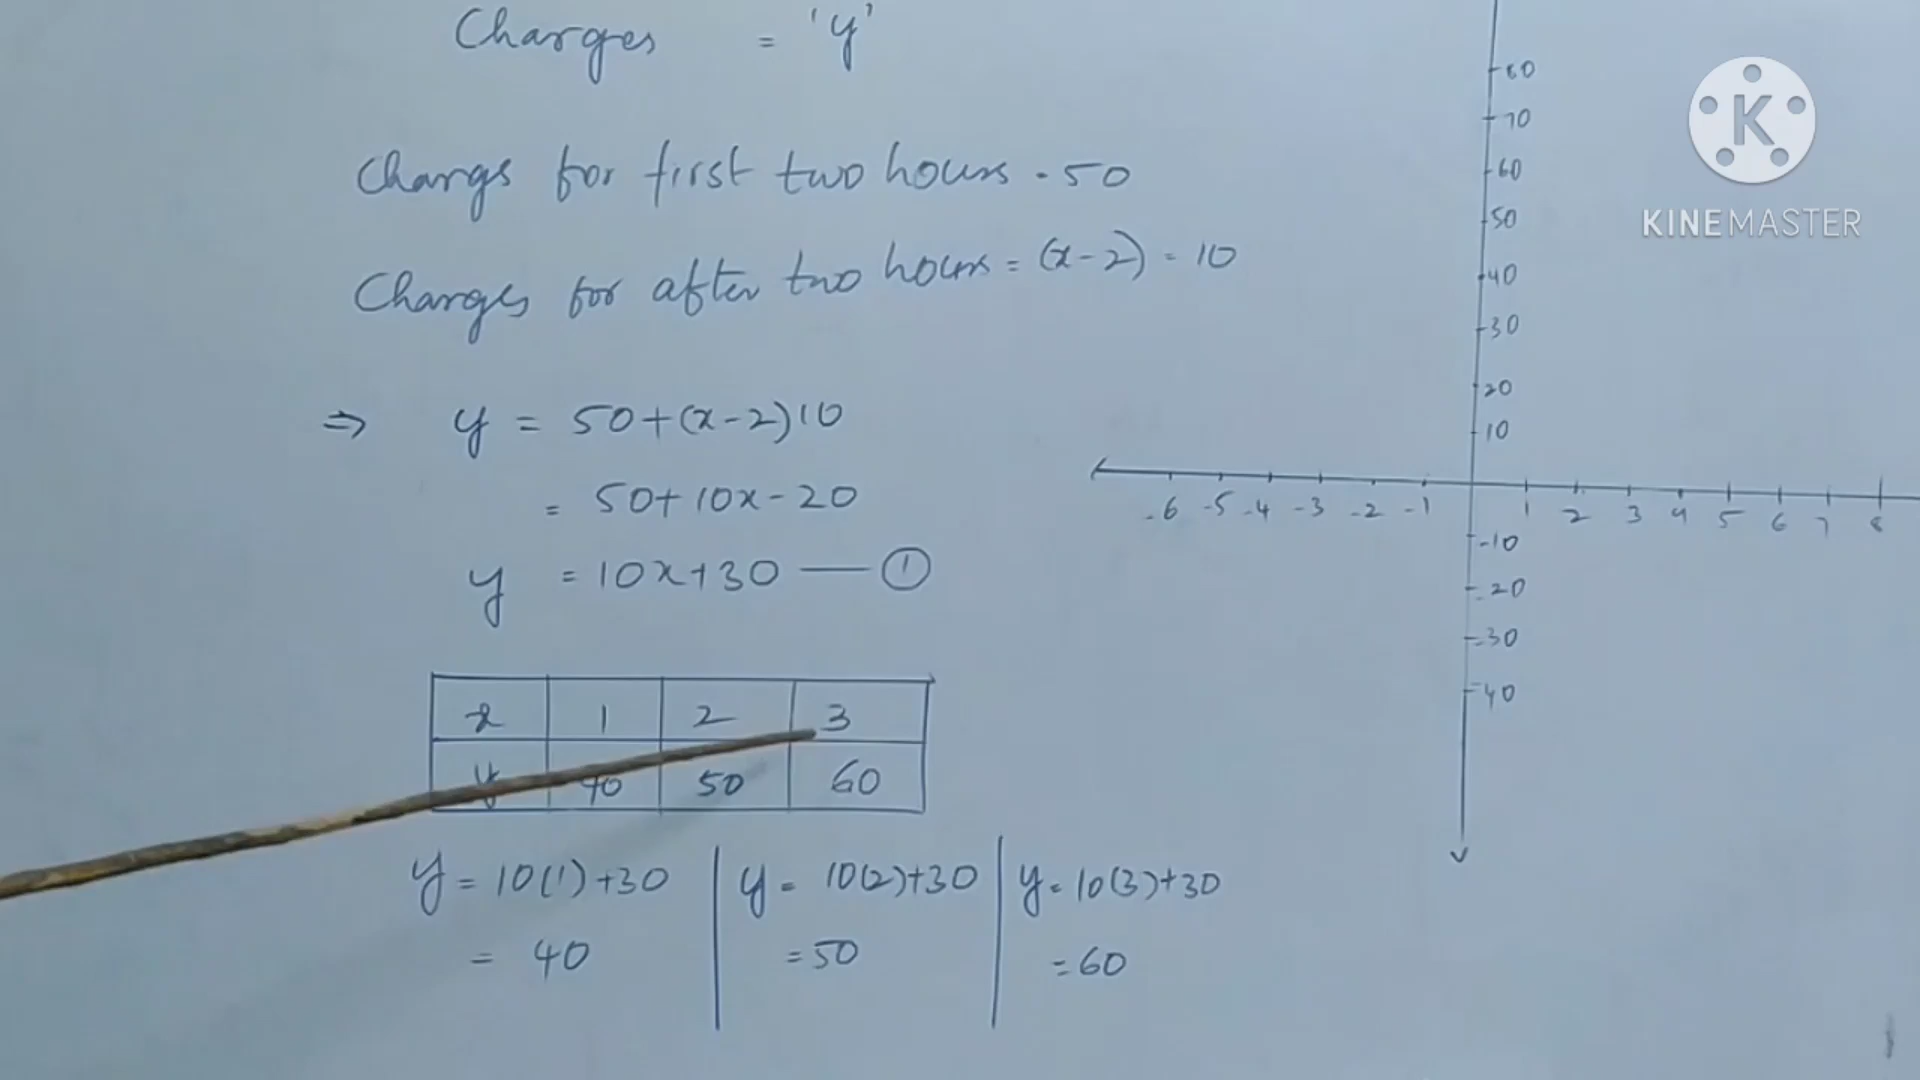 Charges = 'y'
Chargs for first two hours - 50
Charges for after two hours = (x-2) - 10
⇒ y = 50+(x-2)10
= 50+10x-20
y = 10x+30 — ①
x 1 2 3
y 40 50 60
y = 10(1)+30
= 40
y = 10(2)+30
= 50
y = 10(3)+30
= 60
80
70
60
50
40
30
20
10
-6 -5 -4 -3 -2 -1 1 2 3 4 5 6 7 8
-10
-20
-30
-40
K
KINEMASTER